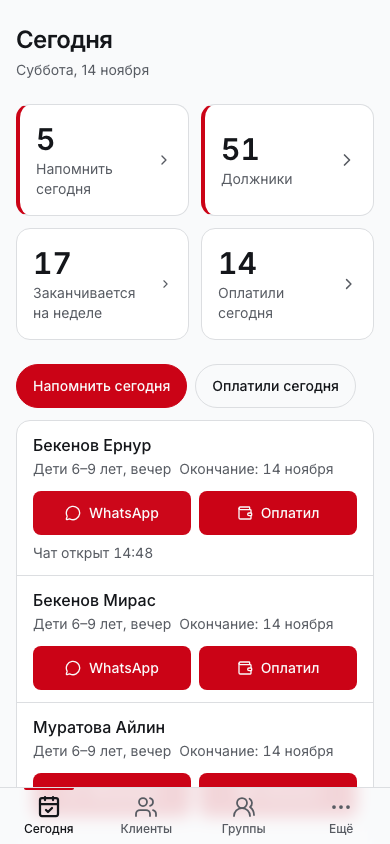 Сегодня
Суббота, 14 ноября
5
Напомнить
сегодня
51
Должники
17
Заканчивается
на неделе
14
Оплатили
сегодня
Напомнить сегодня
Оплатили сегодня
Бекенов Ернур
Дети 6–9 лет, вечер Окончание: 14 ноября
WhatsApp
Оплатил
Чат открыт 14:48
Бекенов Мирас
Дети 6–9 лет, вечер Окончание: 14 ноября
WhatsApp
Оплатил
Муратова Айлин
Дети 6–9 лет, вечер Окончание: 14 ноября
Сегодня
Клиенты
Группы
Ещё